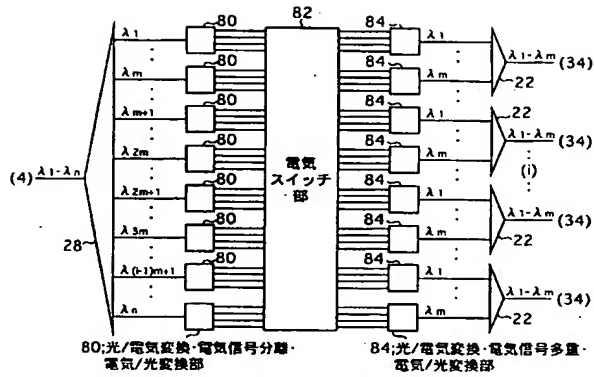 82
80
84
λ1
λ1
λ1-λm
(34)
80
84
22
λm
λm
80
84
22
λm+1
λ1
λ1-λm
(34)
80
84
(4)
λ1-λn
λ2m
λm
(i)
電気
スイッチ
部
80
84
λ2m+1
λ1
λ1-λm
(34)
28
80
84
22
λ3m
λm
80
84
λ(i-1)m+1
λ1
λ1-λm
(34)
22
λn
λm
80;光/電気変換・電気信号分離・
電気/光変換部
84;光/電気変換・電気信号多重・
電気/光変換部